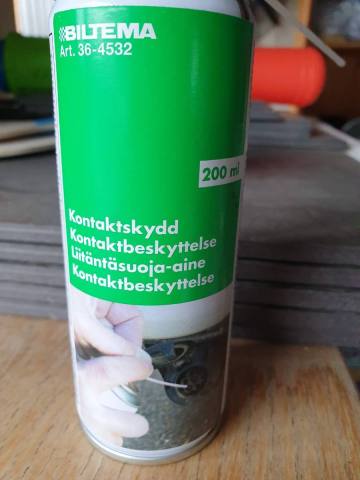 BILTEMA
Art. 36-4532
200 ml
Kontaktskydd
Kontaktbeskyttelse
Liitäntäsuoja-aine
Kontaktbeskyttelse